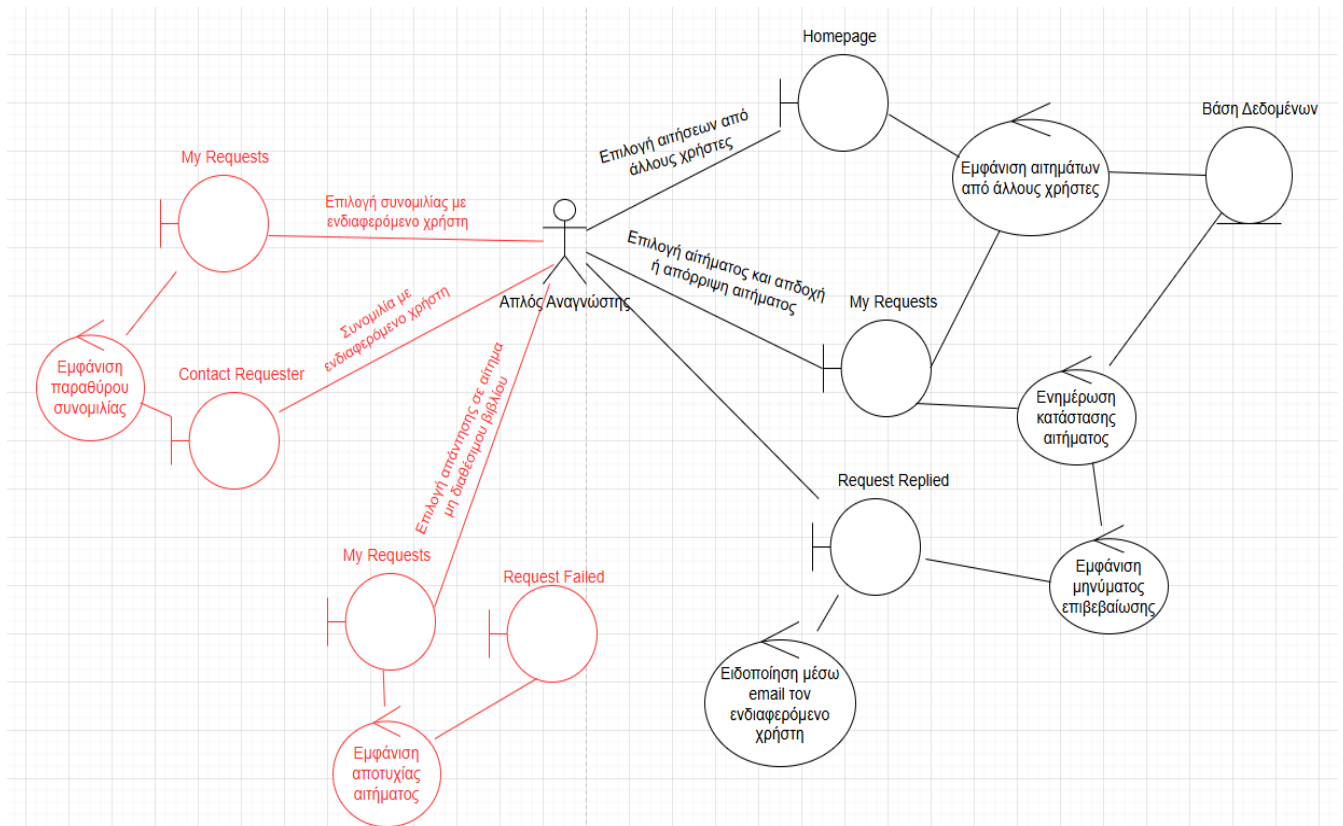 Homepage
Βάση Δεδομένων
Επιλογή αιτήσεων από
άλλους χρήστες
Εμφάνιση αιτημάτων
από άλλους χρήστες
My Requests
Επιλογή συνομιλίας με
ενδιαφερόμενο χρήστη
Απλός Αναγνώστης
Επιλογή αίτήματος και απδοχή
ή απόρριψη αιτήματος
My Requests
Συνομιλία με
ενδιαφερόμενο χρήστη
Εμφάνιση
παραθύρου
συνομιλίας
Contact Requester
Ενημέρωση
κατάστασης
αιτήματος
Επιλογή απάντησης σε αίτημα
μη διαθέσιμου βιβλίου
Request Replied
My Requests
Request Failed
Εμφάνιση
μηνύματος
επιβεβαίωσης
Ειδοποίηση μέσω
email τον
ενδιαφερόμενο
χρήστη
Εμφάνιση
αποτυχίας
αιτήματος